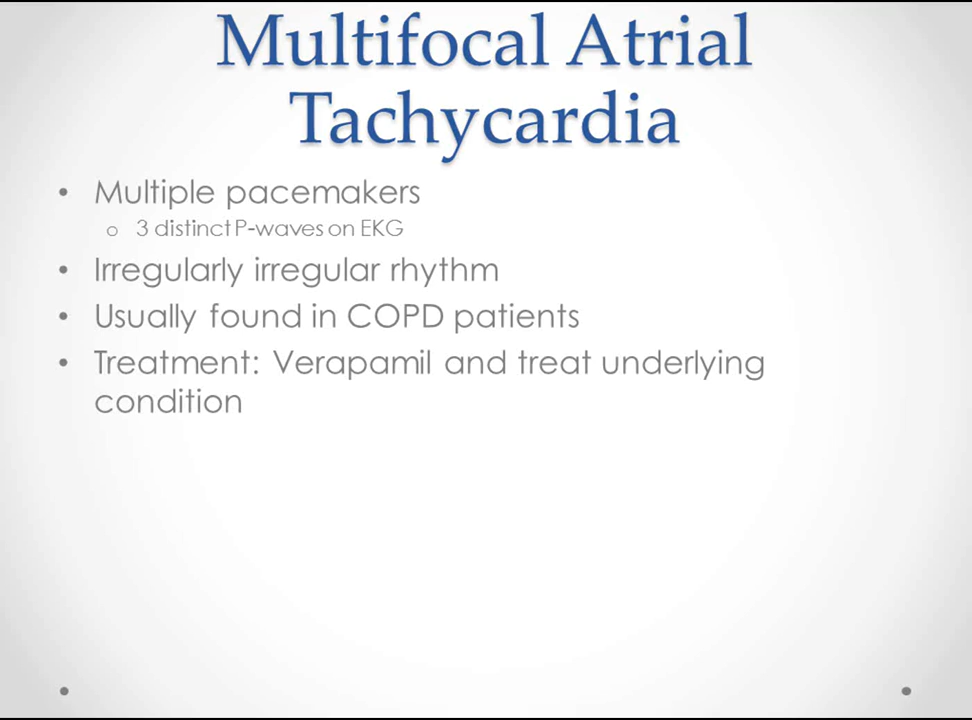 Multifocal Atrial
Tachycardia
• Multiple pacemakers
o 3 distinct P-waves on EKG
• Irregularly irregular rhythm
• Usually found in COPD patients
• Treatment: Verapamil and treat underlying
condition